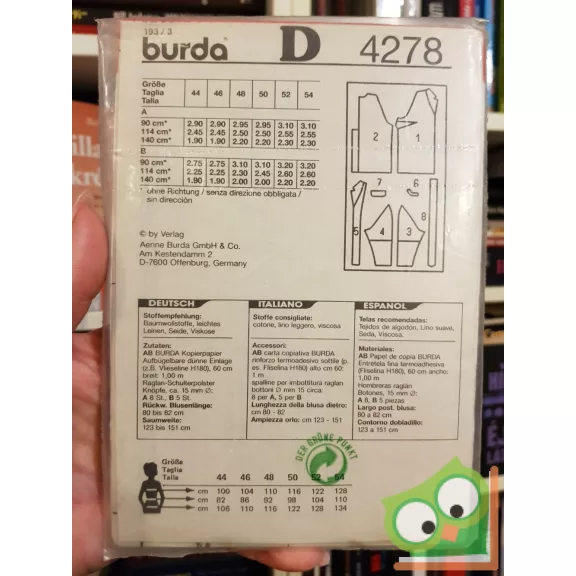 193 / 3
burda D 4278
Größe
Taglia
Talla
44 46 48 50 52 54
A
90 cm* 2.90 2.90 2.95 2.95 3.10 3.10
114 cm* 2.45 2.45 2.50 2.50 2.55 2.55
140 cm* 1.90 1.90 2.20 2.10 2.30 2.30
B
90 cm* 2.75 2.75 3.10 3.10 3.20 3.20
114 cm* 2.25 2.25 2.30 2.45 2.60 2.60
140 cm* 1.90 1.90 2.00 2.00 2.20 2.20
* ohne Richtung / senza direzione obbligata /
sin dirección
2 1
7 6
5 4 3 8
© by Verlag
Aenne Burda GmbH & Co.
Am Kestendamm 2
D-7600 Offenburg, Germany
DEUTSCH
Stoffempfehlung:
Baumwollstoffe, leichtes
Leinen, Seide, Viskose
Zutaten:
AB BURDA Kopierpapier
Aufbügelbare dünne Einlage
(z.B. Vlieseline H180), 60 cm
breit: 1,00 m
Raglan-Schulterpolster
Knöpfe, ca. 15 mm Ø:
A 8 St., B 5 St.
Rückw. Blusenlänge:
80 bis 82 cm
Saumweite:
123 bis 151 cm
ITALIANO
Stoffe consigliate:
cotone, lino leggero, viscosa
Accessori:
AB carta copiativa BURDA
rinforzo termoadesivo sottile (p.
es. Fliselina H180) alt cm 60:
1 m
spalline per imbottitura raglan
bottoni Ø mm 15 circa:
8 per A, 5 per B
Lunghezza della blusa dietro:
cm 80 - 82
Ampiezza orlo: cm 123 - 151
ESPAÑOL
Telas recomendadas:
Tejidos de algodón, Lino suave,
Seda, Viscosa.
Materiales:
AB Papel de copia BURDA
Entretela fina termoadhesiva
(Fliselina H180), 60 cm ancho:
1,00 m
Hombreras raglán
Botones, 15 mm Ø:
A 8, B 5 piezas
Largo post. blusa:
80 a 82 cm
Contorno dobladillo:
123 a 151 cm
DER GRÜNE PUNKT
Größe
Taglia
Talla
44 46 48 50 52 54
cm 100 104 110 116 122 128
cm 82 86 92 98 104 110
cm 106 110 116 122 128 134